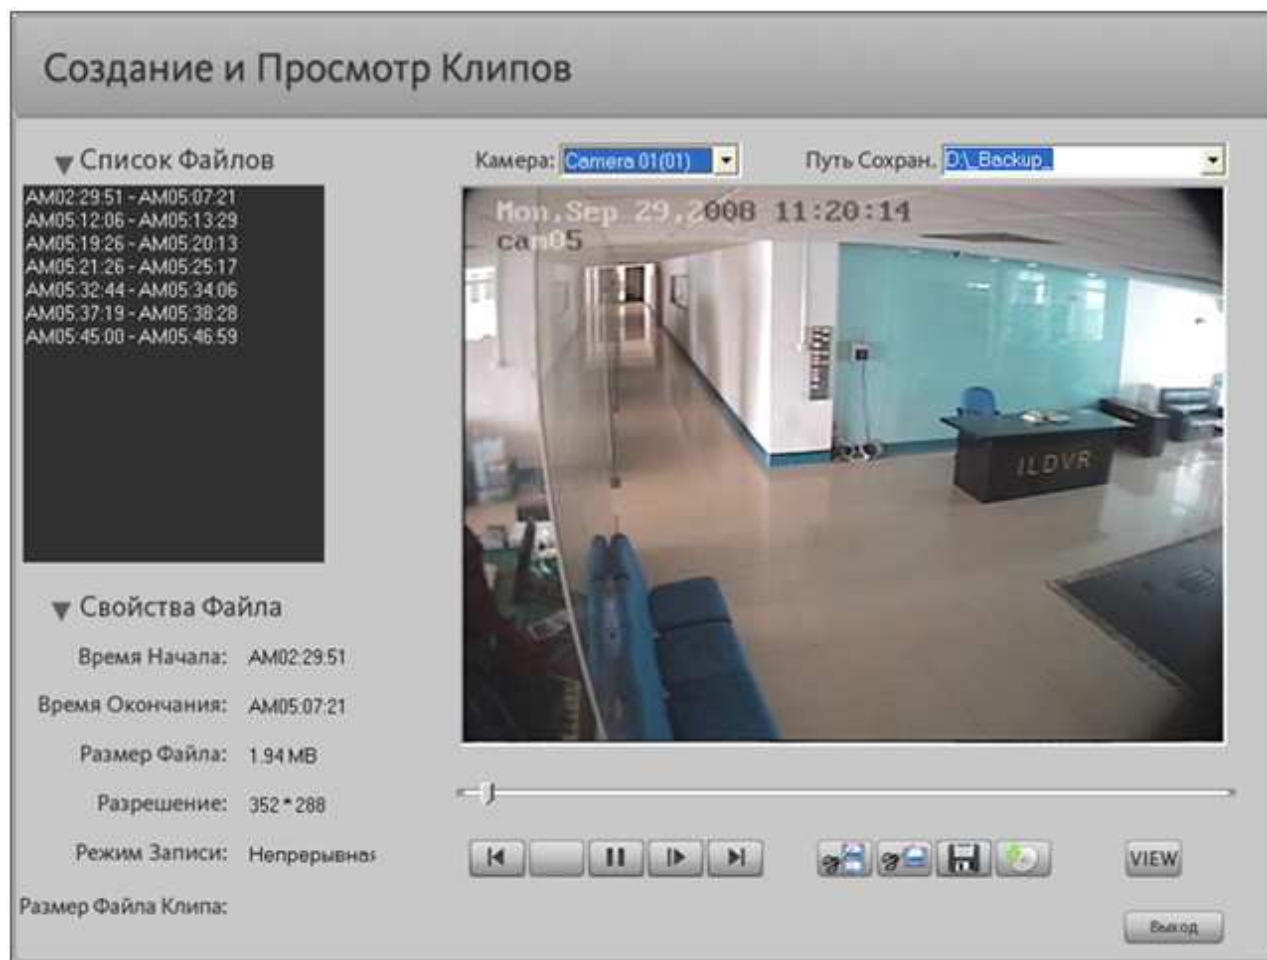 Создание и Просмотр Клипов
Список Файлов
AM02:29:51 - AM05:07:21
AM05:12:06 - AM05:13:29
AM05:19:26 - AM05:20:13
AM05:21:26 - AM05:25:17
AM05:32:44 - AM05:34:06
AM05:37:19 - AM05:38:28
AM05:45:00 - AM05:46:59
Камера: Camera 01(01)
Путь Сохран. D:\_Backup_
Mon,Sep 29,2008 11:20:14
cam05
ILDVR
Свойства Файла
Время Начала: AM02:29:51
Время Окончания: AM05:07:21
Размер Файла: 1.94 MB
Разрешение: 352 * 288
Режим Записи: Непрерывная
Размер Файла Клипа:
VIEW
Выход